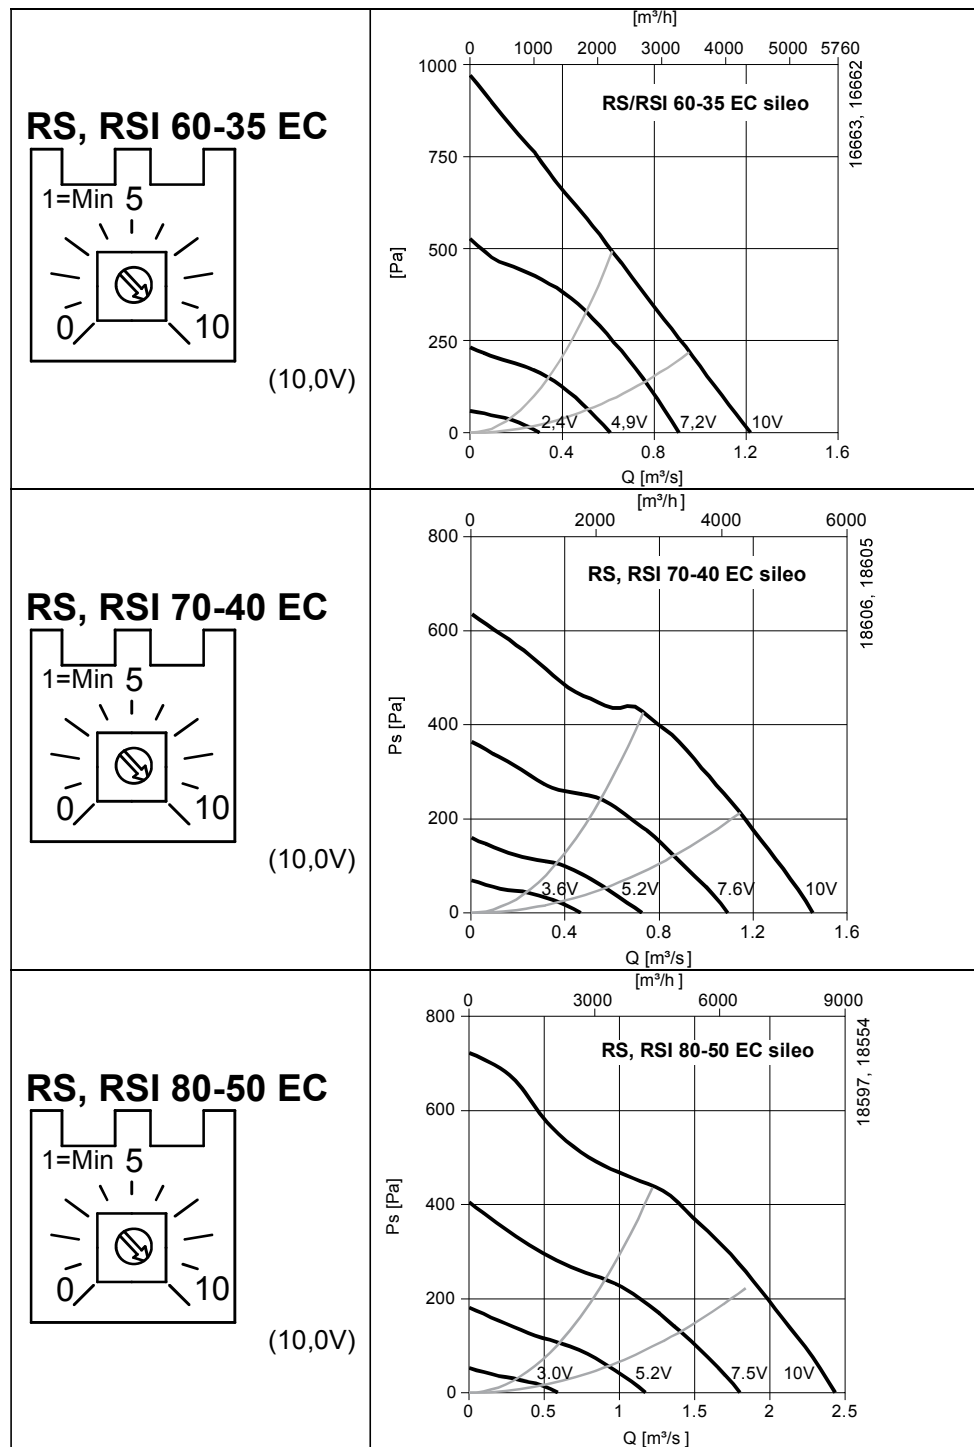 RS, RSI 60-35 EC
1=Min 5
0 10
(10,0V)
[m³/h]
0 1000 2200 3300 4400 5000 5760
1000
RS/RSI 60-35 EC sileo
16663, 16662
750
500
[Pa]
250
2,4V 4,9V 7,2V 10V
0
0 0.4 0.8 1.2 1.6
Q [m³/s]
RS, RSI 70-40 EC
1=Min 5
0 10
(10,0V)
[m³/h]
0 2000 4000 6000
800
RS, RSI 70-40 EC sileo
18606, 18605
600
400
Ps [Pa]
200
3.6V 5.2V 7.6V 10V
0
0 0.4 0.8 1.2 1.6
Q [m³/s]
RS, RSI 80-50 EC
1=Min 5
0 10
(10,0V)
[m³/h ]
0 3000 6000 9000
800
RS, RSI 80-50 EC sileo
18597, 18554
600
400
Ps [Pa]
200
3.0V 5.2V 7.5V 10V
0
0 0.5 1 1.5 2 2.5
Q [m³/s ]